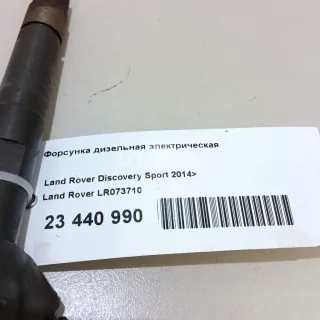 Форсунка дизельная электрическая
Land Rover Discovery Sport 2014>
Land Rover LR073710
23 440 990